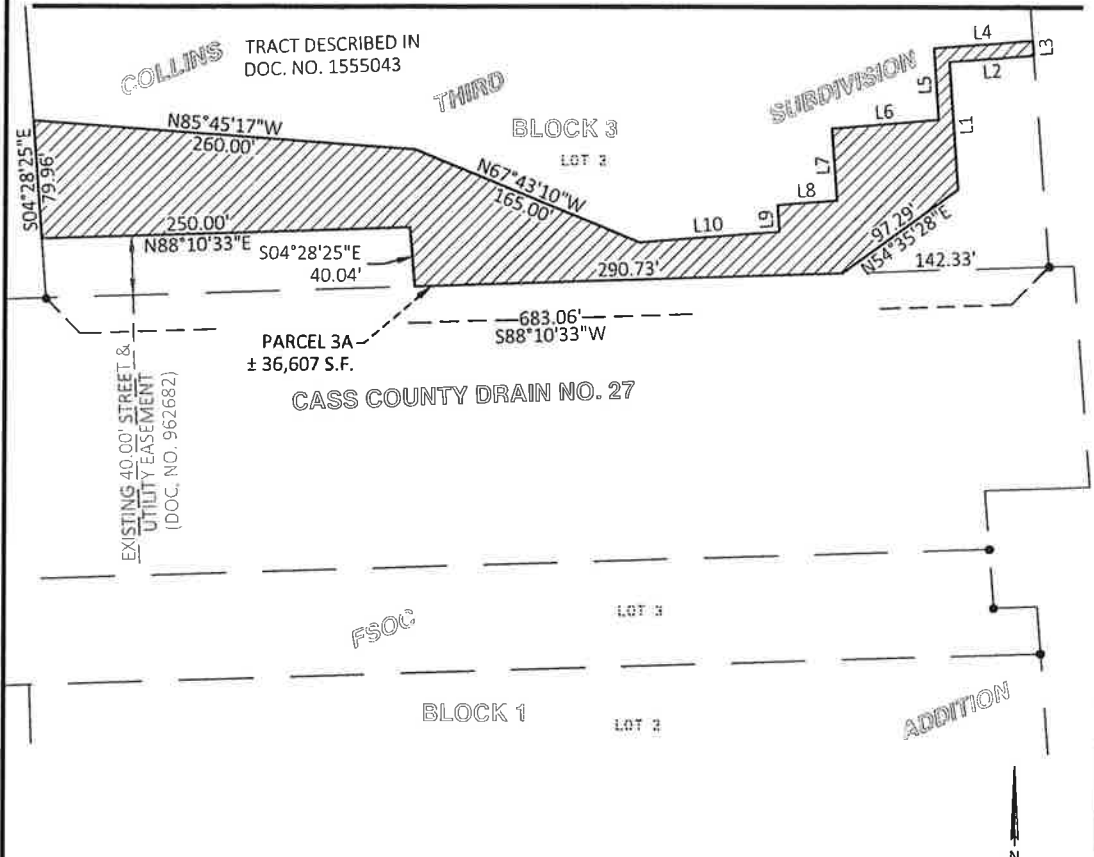 COLLINS
TRACT DESCRIBED IN
DOC. NO. 1555043
THIRD
SUBDIVISION
BLOCK 3
LOT 3
L4
L3
L2
L5
L1
L6
L7
L8
L9
L10
N85°45'17"W
260.00'
N67°43'10"W
165.00'
S04°28'25"E
79.96'
250.00'
N88°10'33"E
S04°28'25"E
40.04'
290.73'
97.29'
N54°35'28"E
142.33'
683.06'
S88°10'33"W
PARCEL 3A
± 36,607 S.F.
CASS COUNTY DRAIN NO. 27
EXISTING 40.00' STREET &
UTILITY EASEMENT
(DOC. NO. 962682)
FSOC
LOT 3
BLOCK 1
LOT 2
ADDITION
N